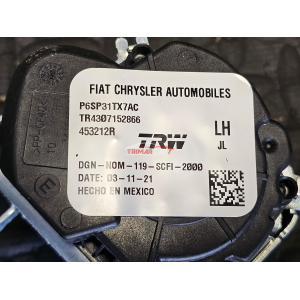 FIAT CHRYSLER AUTOMOBILES
P6SP31TX7AC
TR4307152866
453212R
TRW
LH
JL
DGN-NOM-119-SCFI-2000
DATE: 03-11-21
HECHO EN MEXICO